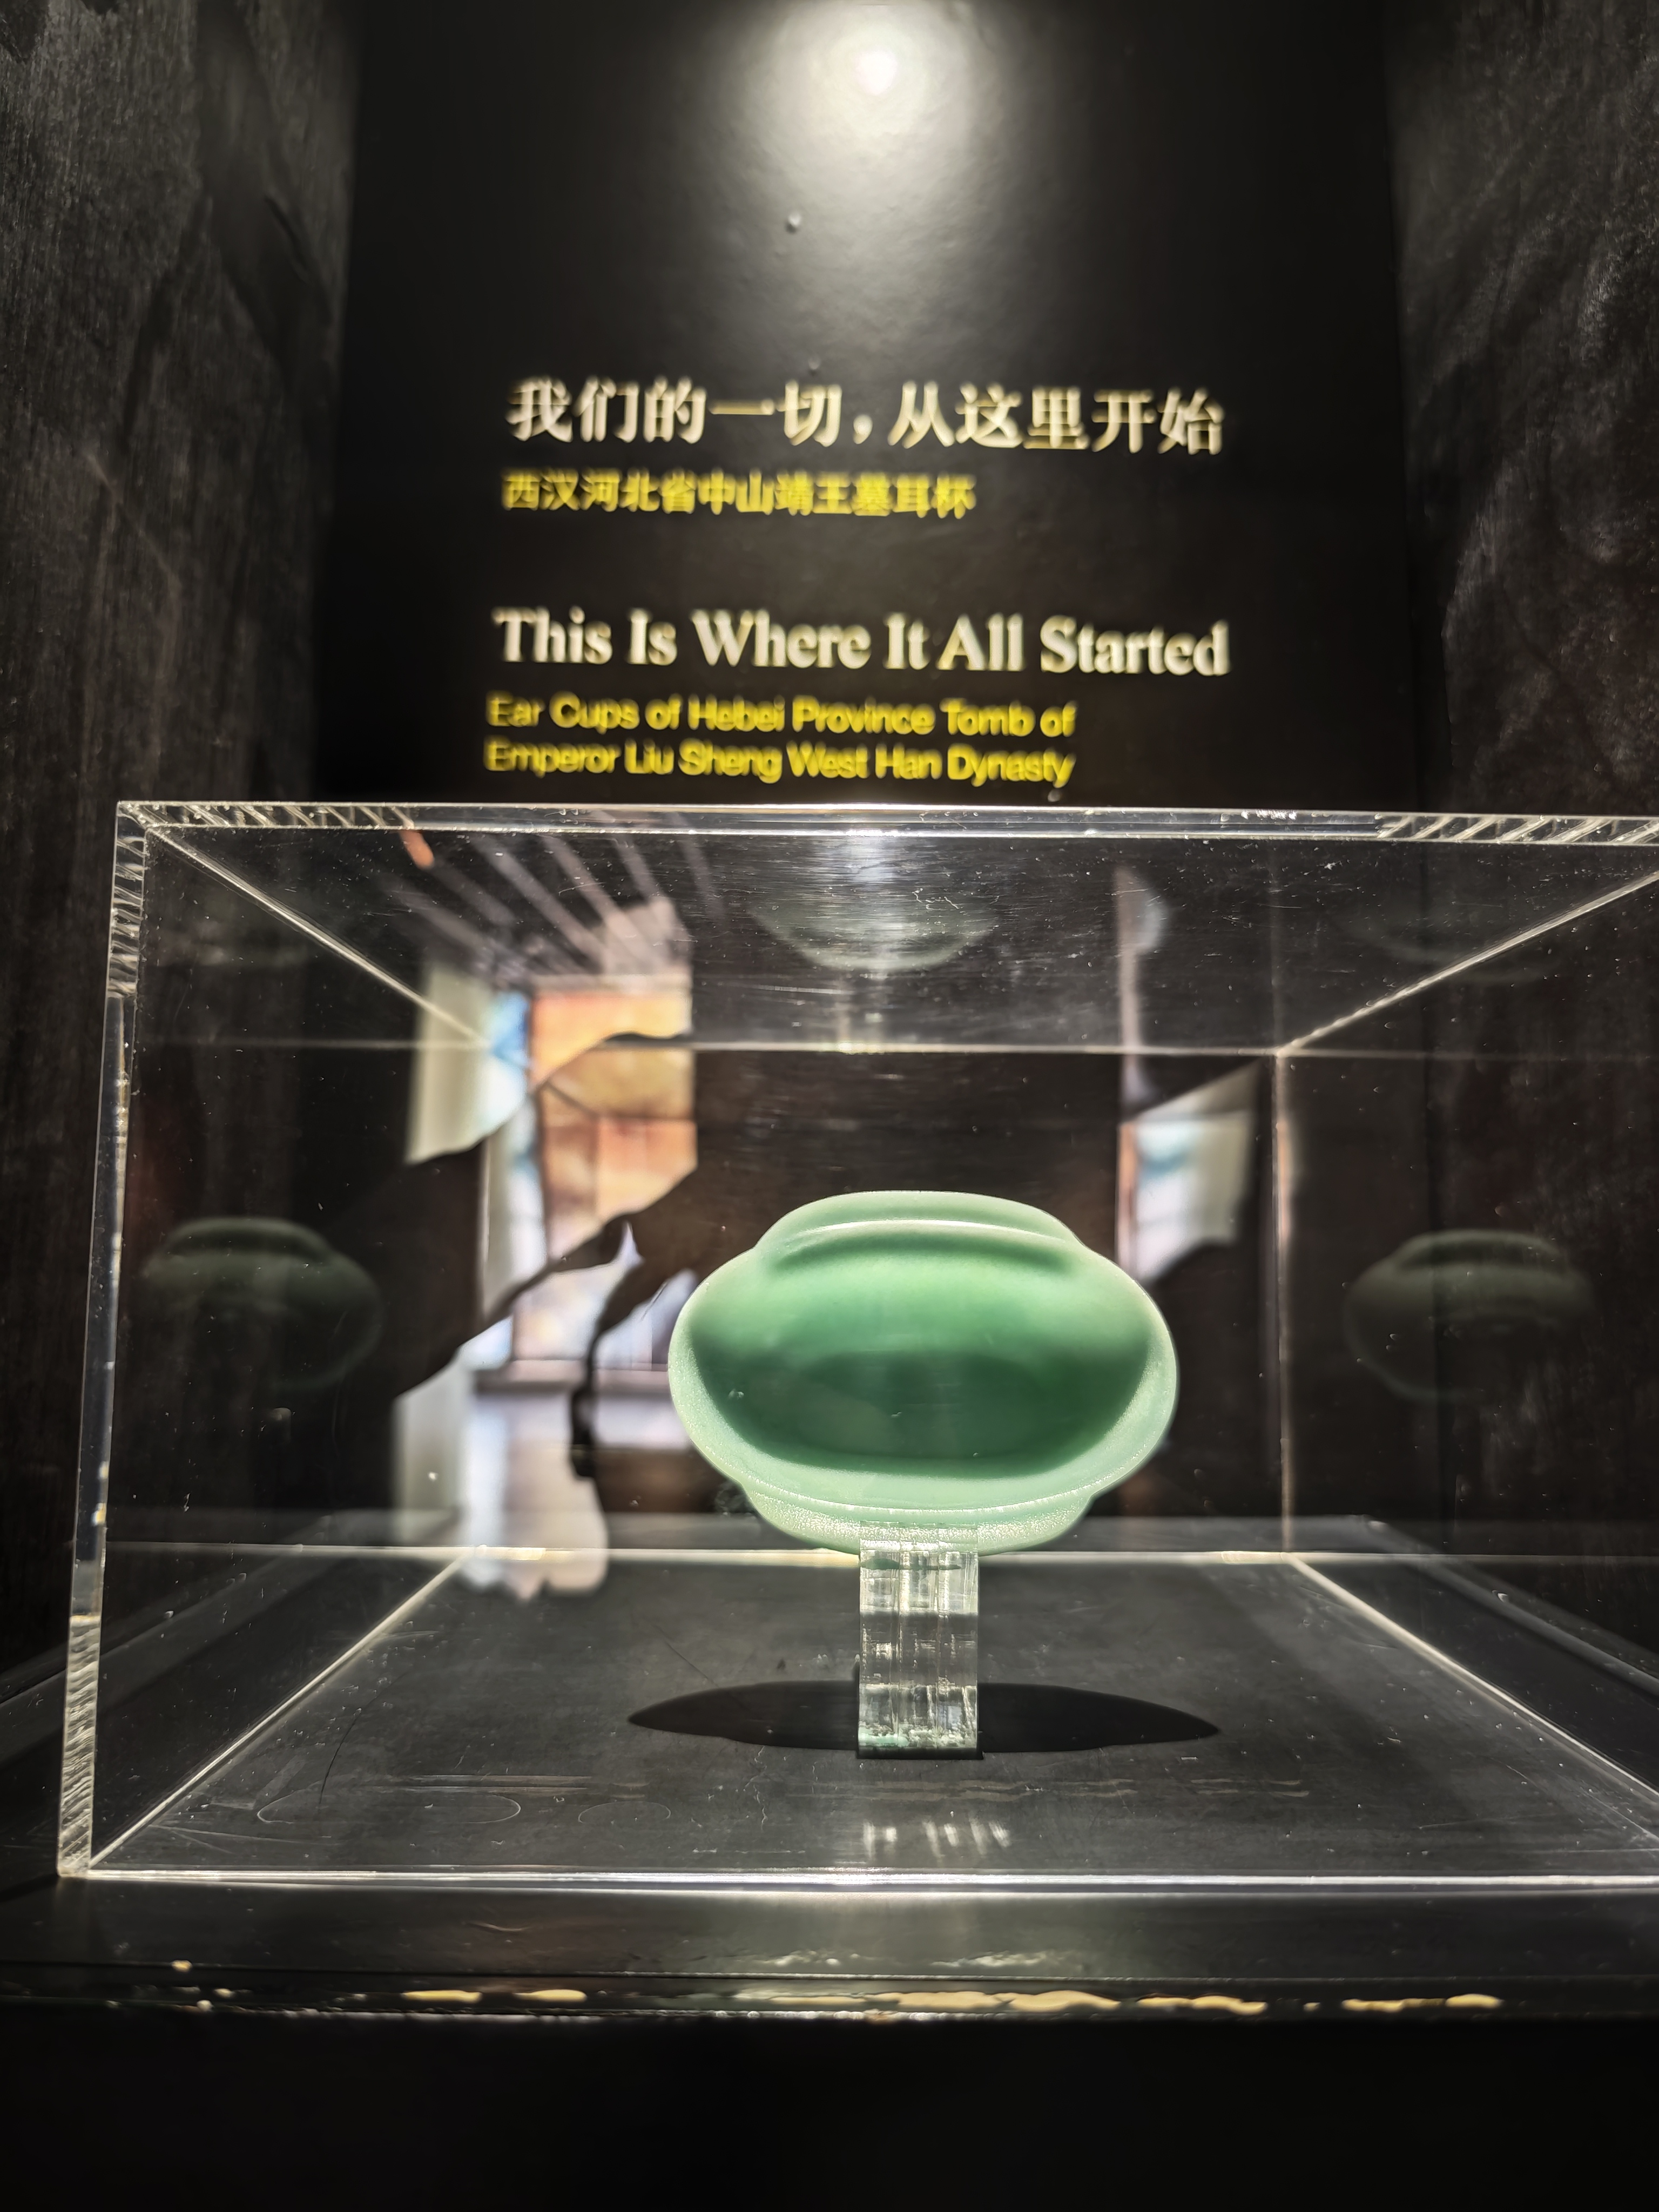 我们的一切，从这里开始
西汉河北省中山靖王墓耳杯
This Is Where It All Started
Ear Cups of Hebei Province Tomb of
Emperor Liu Sheng West Han Dynasty